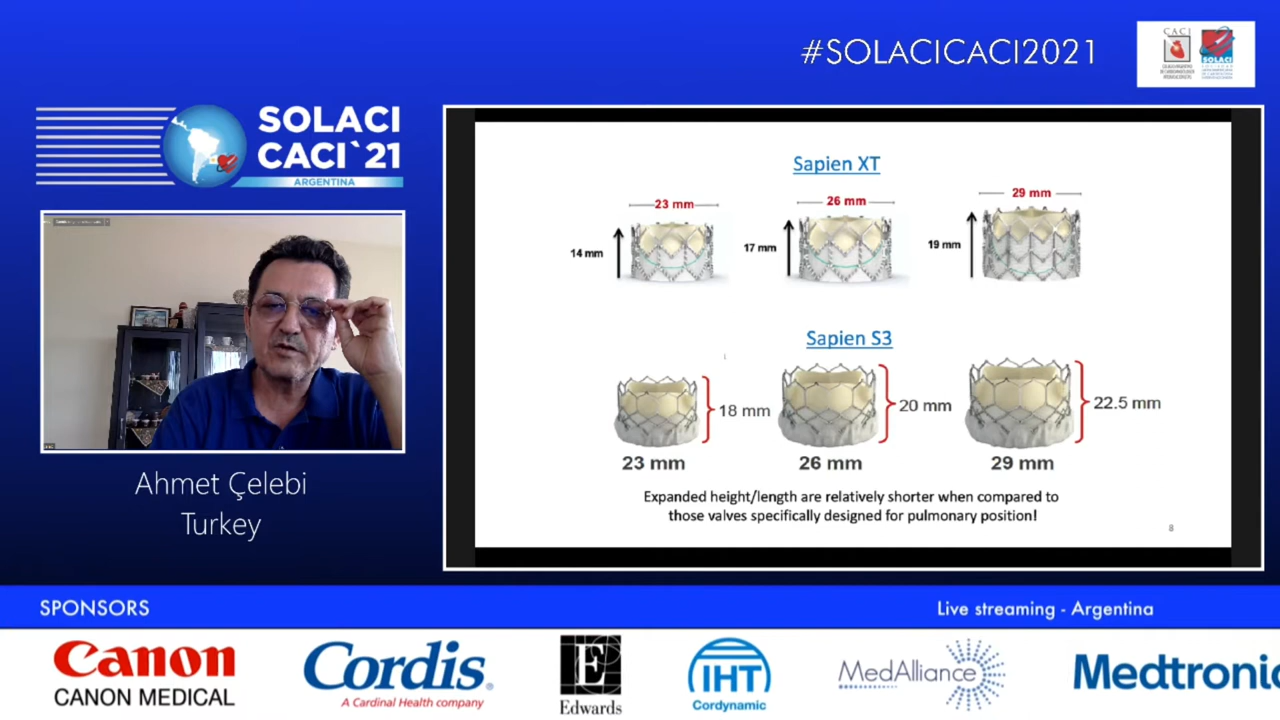 #SOLACICACI2021
CACI
SOLACI
SOLACI
CACI`21
ARGENTINA
Ahmet Çelebi
Turkey
Sapien XT
23 mm
26 mm
29 mm
14 mm
17 mm
19 mm
Sapien S3
18 mm
20 mm
22.5 mm
23 mm
26 mm
29 mm
Expanded height/length are relatively shorter when compared to
those valves specifically designed for pulmonary position!
8
SPONSORS
Live streaming - Argentina
Canon
CANON MEDICAL
Cordis®
A Cardinal Health company
E
Edwards
IHT
Cordynamic
MedAlliance
Medtronic